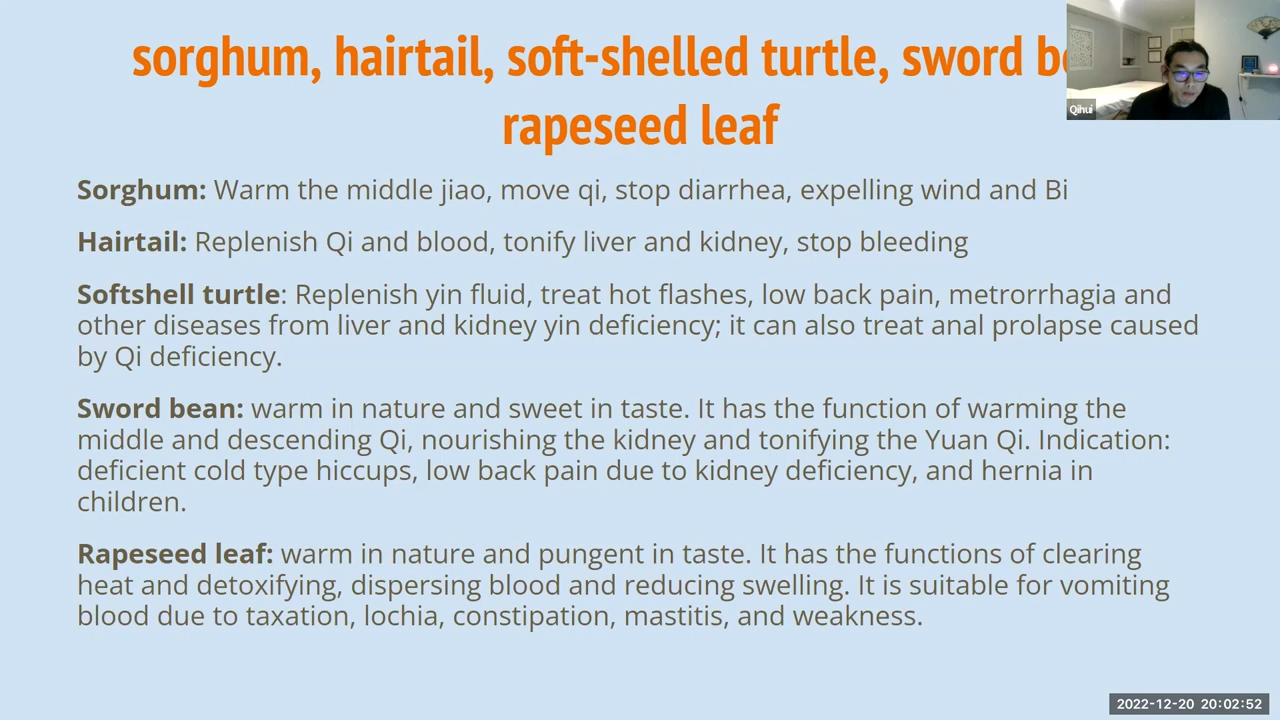 sorghum, hairtail, soft-shelled turtle, sword
rapeseed leaf
Qihui
Sorghum: Warm the middle jiao, move qi, stop diarrhea, expelling wind and Bi
Hairtail: Replenish Qi and blood, tonify liver and kidney, stop bleeding
Softshell turtle: Replenish yin fluid, treat hot flashes, low back pain, metrorrhagia and
other diseases from liver and kidney yin deficiency; it can also treat anal prolapse caused
by Qi deficiency.
Sword bean: warm in nature and sweet in taste. It has the function of warming the
middle and descending Qi, nourishing the kidney and tonifying the Yuan Qi. Indication:
deficient cold type hiccups, low back pain due to kidney deficiency, and hernia in
children.
Rapeseed leaf: warm in nature and pungent in taste. It has the functions of clearing
heat and detoxifying, dispersing blood and reducing swelling. It is suitable for vomiting
blood due to taxation, lochia, constipation, mastitis, and weakness.
2022-12-20 20:02:52